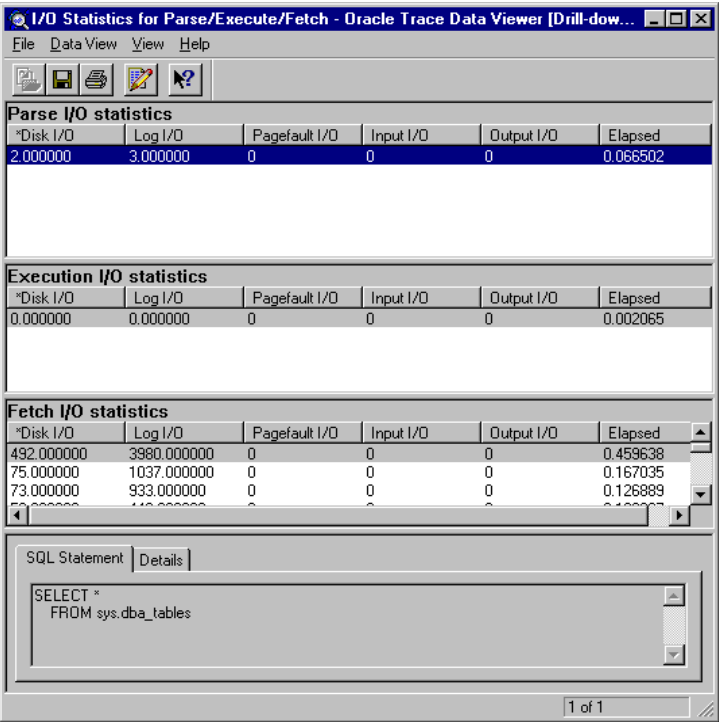 I/O Statistics for Parse/Execute/Fetch - Oracle Trace Data Viewer [Drill-dow...
File Data View View Help
Parse I/O statistics
*Disk I/O Log I/O Pagefault I/O Input I/O Output I/O Elapsed
2.000000 3.000000 0 0 0 0.066502
Execution I/O statistics
*Disk I/O Log I/O Pagefault I/O Input I/O Output I/O Elapsed
0.000000 0.000000 0 0 0 0.002065
Fetch I/O statistics
*Disk I/O Log I/O Pagefault I/O Input I/O Output I/O Elapsed
492.000000 3980.000000 0 0 0 0.459638
75.000000 1037.000000 0 0 0 0.167035
73.000000 933.000000 0 0 0 0.126889
SQL Statement Details
SELECT *
FROM sys.dba_tables
1 of 1